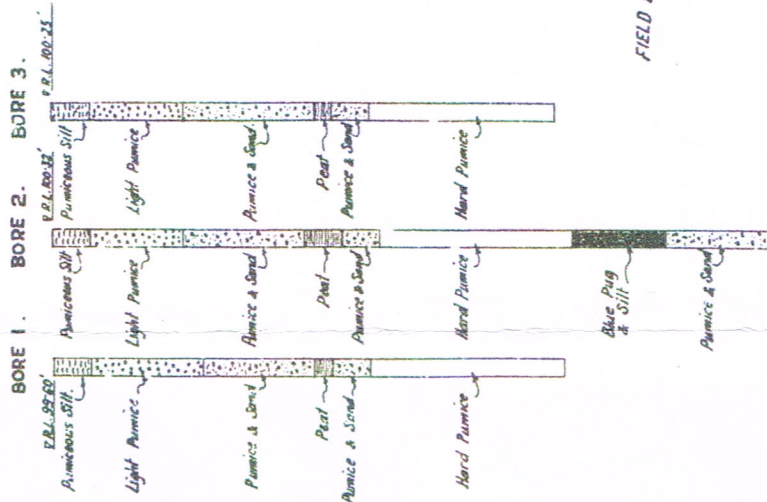 BORE 1.
∇ R.L. 99·60'
Pumiceous Silt.
Light Pumice
Pumice & Sand
Peat
Pumice & Sand
Hard Pumice
BORE 2.
∇ R.L. 100·32'
Pumiceous Silt
Light Pumice
Pumice & Sand
Peat
Pumice & Sand
Hard Pumice
Blue Pug
& Silt
Pumice & Sand
BORE 3.
∇ R.L. 100·25'
Pumiceous Silt
Light Pumice
Pumice & Sand
Peat
Pumice & Sand
Hard Pumice
FIELD